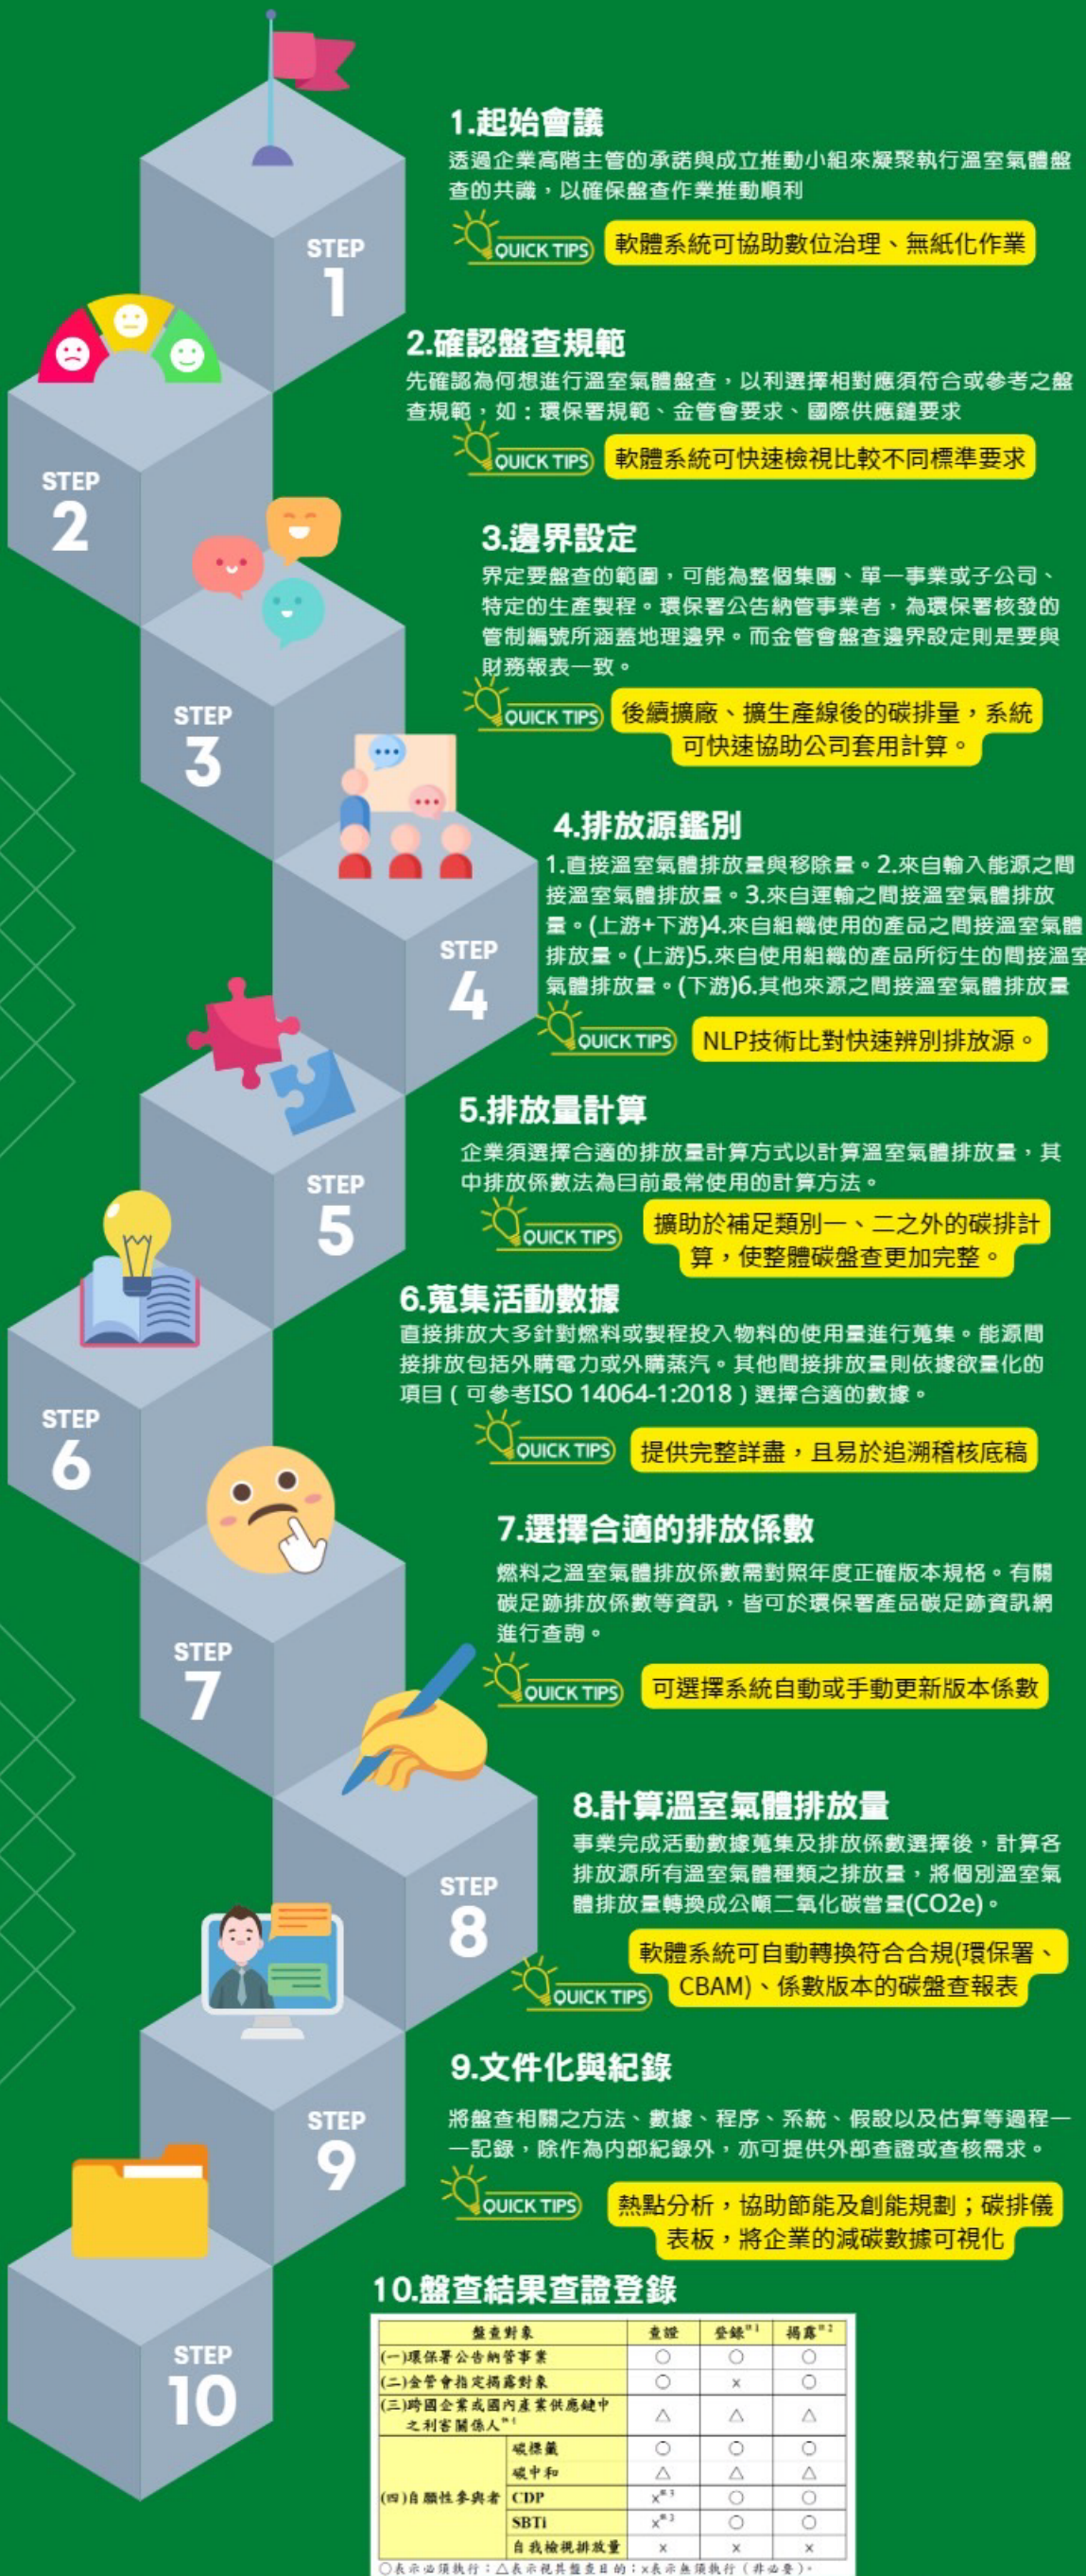 STEP
1
1.起始會議
透過企業高階主管的承諾與成立推動小組來凝聚執行溫室氣體盤
查的共識，以確保盤查作業推動順利
QUICK TIPS
軟體系統可協助數位治理、無紙化作業
STEP
2
2.確認盤查規範
先確認為何想進行溫室氣體盤查，以利選擇相對應須符合或參考之盤
查規範，如：環保署規範、金管會要求、國際供應鏈要求
QUICK TIPS
軟體系統可快速檢視比較不同標準要求
STEP
3
3.邊界設定
界定要盤查的範圍，可能為整個集團、單一事業或子公司、
特定的生產製程。環保署公告納管事業者，為環保署核發的
管制編號所涵蓋地理邊界。而金管會盤查邊界設定則是要與
財務報表一致。
QUICK TIPS
後續擴廠、擴生產線後的碳排量，系統
可快速協助公司套用計算。
STEP
4
4.排放源鑑別
1.直接溫室氣體排放量與移除量。2.來自輸入能源之間
接溫室氣體排放量。3.來自運輸之間接溫室氣體排放
量。(上游+下游)4.來自組織使用的產品之間接溫室氣體
排放量。(上游)5.來自使用組織的產品所衍生的間接溫室
氣體排放量。(下游)6.其他來源之間接溫室氣體排放量
QUICK TIPS
NLP技術比對快速辨別排放源。
STEP
5
5.排放量計算
企業須選擇合適的排放量計算方式以計算溫室氣體排放量，其
中排放係數法為目前最常使用的計算方法。
QUICK TIPS
擴助於補足類別一、二之外的碳排計
算，使整體碳盤查更加完整。
STEP
6
6.蒐集活動數據
直接排放大多針對燃料或製程投入物料的使用量進行蒐集。能源間
接排放包括外購電力或外購蒸汽。其他間接排放量則依據欲量化的
項目（可參考ISO 14064-1:2018）選擇合適的數據。
QUICK TIPS
提供完整詳盡，且易於追溯稽核底稿
STEP
7
7.選擇合適的排放係數
燃料之溫室氣體排放係數需對照年度正確版本規格。有關
碳足跡排放係數等資訊，皆可於環保署產品碳足跡資訊網
進行查詢。
QUICK TIPS
可選擇系統自動或手動更新版本係數
STEP
8
8.計算溫室氣體排放量
事業完成活動數據蒐集及排放係數選擇後，計算各
排放源所有溫室氣體種類之排放量，將個別溫室氣
體排放量轉換成公噸二氧化碳當量(CO2e)。
QUICK TIPS
軟體系統可自動轉換符合合規(環保署、
CBAM)、係數版本的碳盤查報表
STEP
9
9.文件化與紀錄
將盤查相關之方法、數據、程序、系統、假設以及估算等過程一
一記錄，除作為內部紀錄外，亦可提供外部查證或查核需求。
QUICK TIPS
熱點分析，協助節能及創能規劃；碳排儀
表板，將企業的減碳數據可視化
STEP
10
10.盤查結果查證登錄
盤查對象 查證 登錄※1 揭露※2
(一)環保署公告納管事業 ○ ○ ○
(二)金管會指定揭露對象 ○ × ○
(三)跨國企業或國內產業供應鏈中
之利害關係人※4 △ △ △
(四)自願性參與者 碳標籤 ○ ○ ○
碳中和 △ △ △
CDP ×※3 ○ ○
SBTi ×※3 ○ ○
自我檢視排放量 × × ×
○表示必須執行；△表示視其盤查目的；×表示無須執行（非必要）。